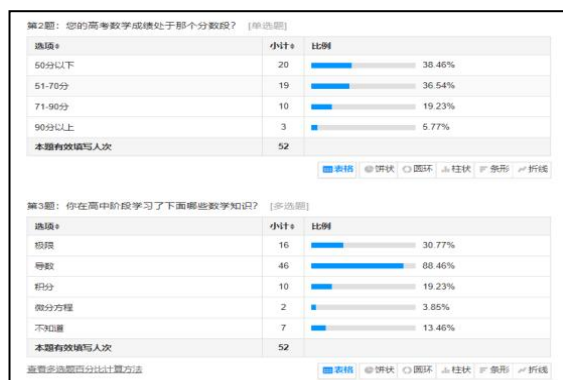 第2题：您的高考数学成绩处于那个分数段？ [单选题]
选项 小计 比例
50分以下 20 38.46%
51-70分 19 36.54%
71-90分 10 19.23%
90分以上 3 5.77%
本题有效填写人次 52
表格 饼状 圆环 柱状 条形 折线
第3题：你在高中阶段学习了下面哪些数学知识？ [多选题]
选项 小计 比例
极限 16 30.77%
导数 46 88.46%
积分 10 19.23%
微分方程 2 3.85%
不知道 7 13.46%
本题有效填写人次 52
查看多选题百分比计算方法 表格 饼状 圆环 柱状 条形 折线